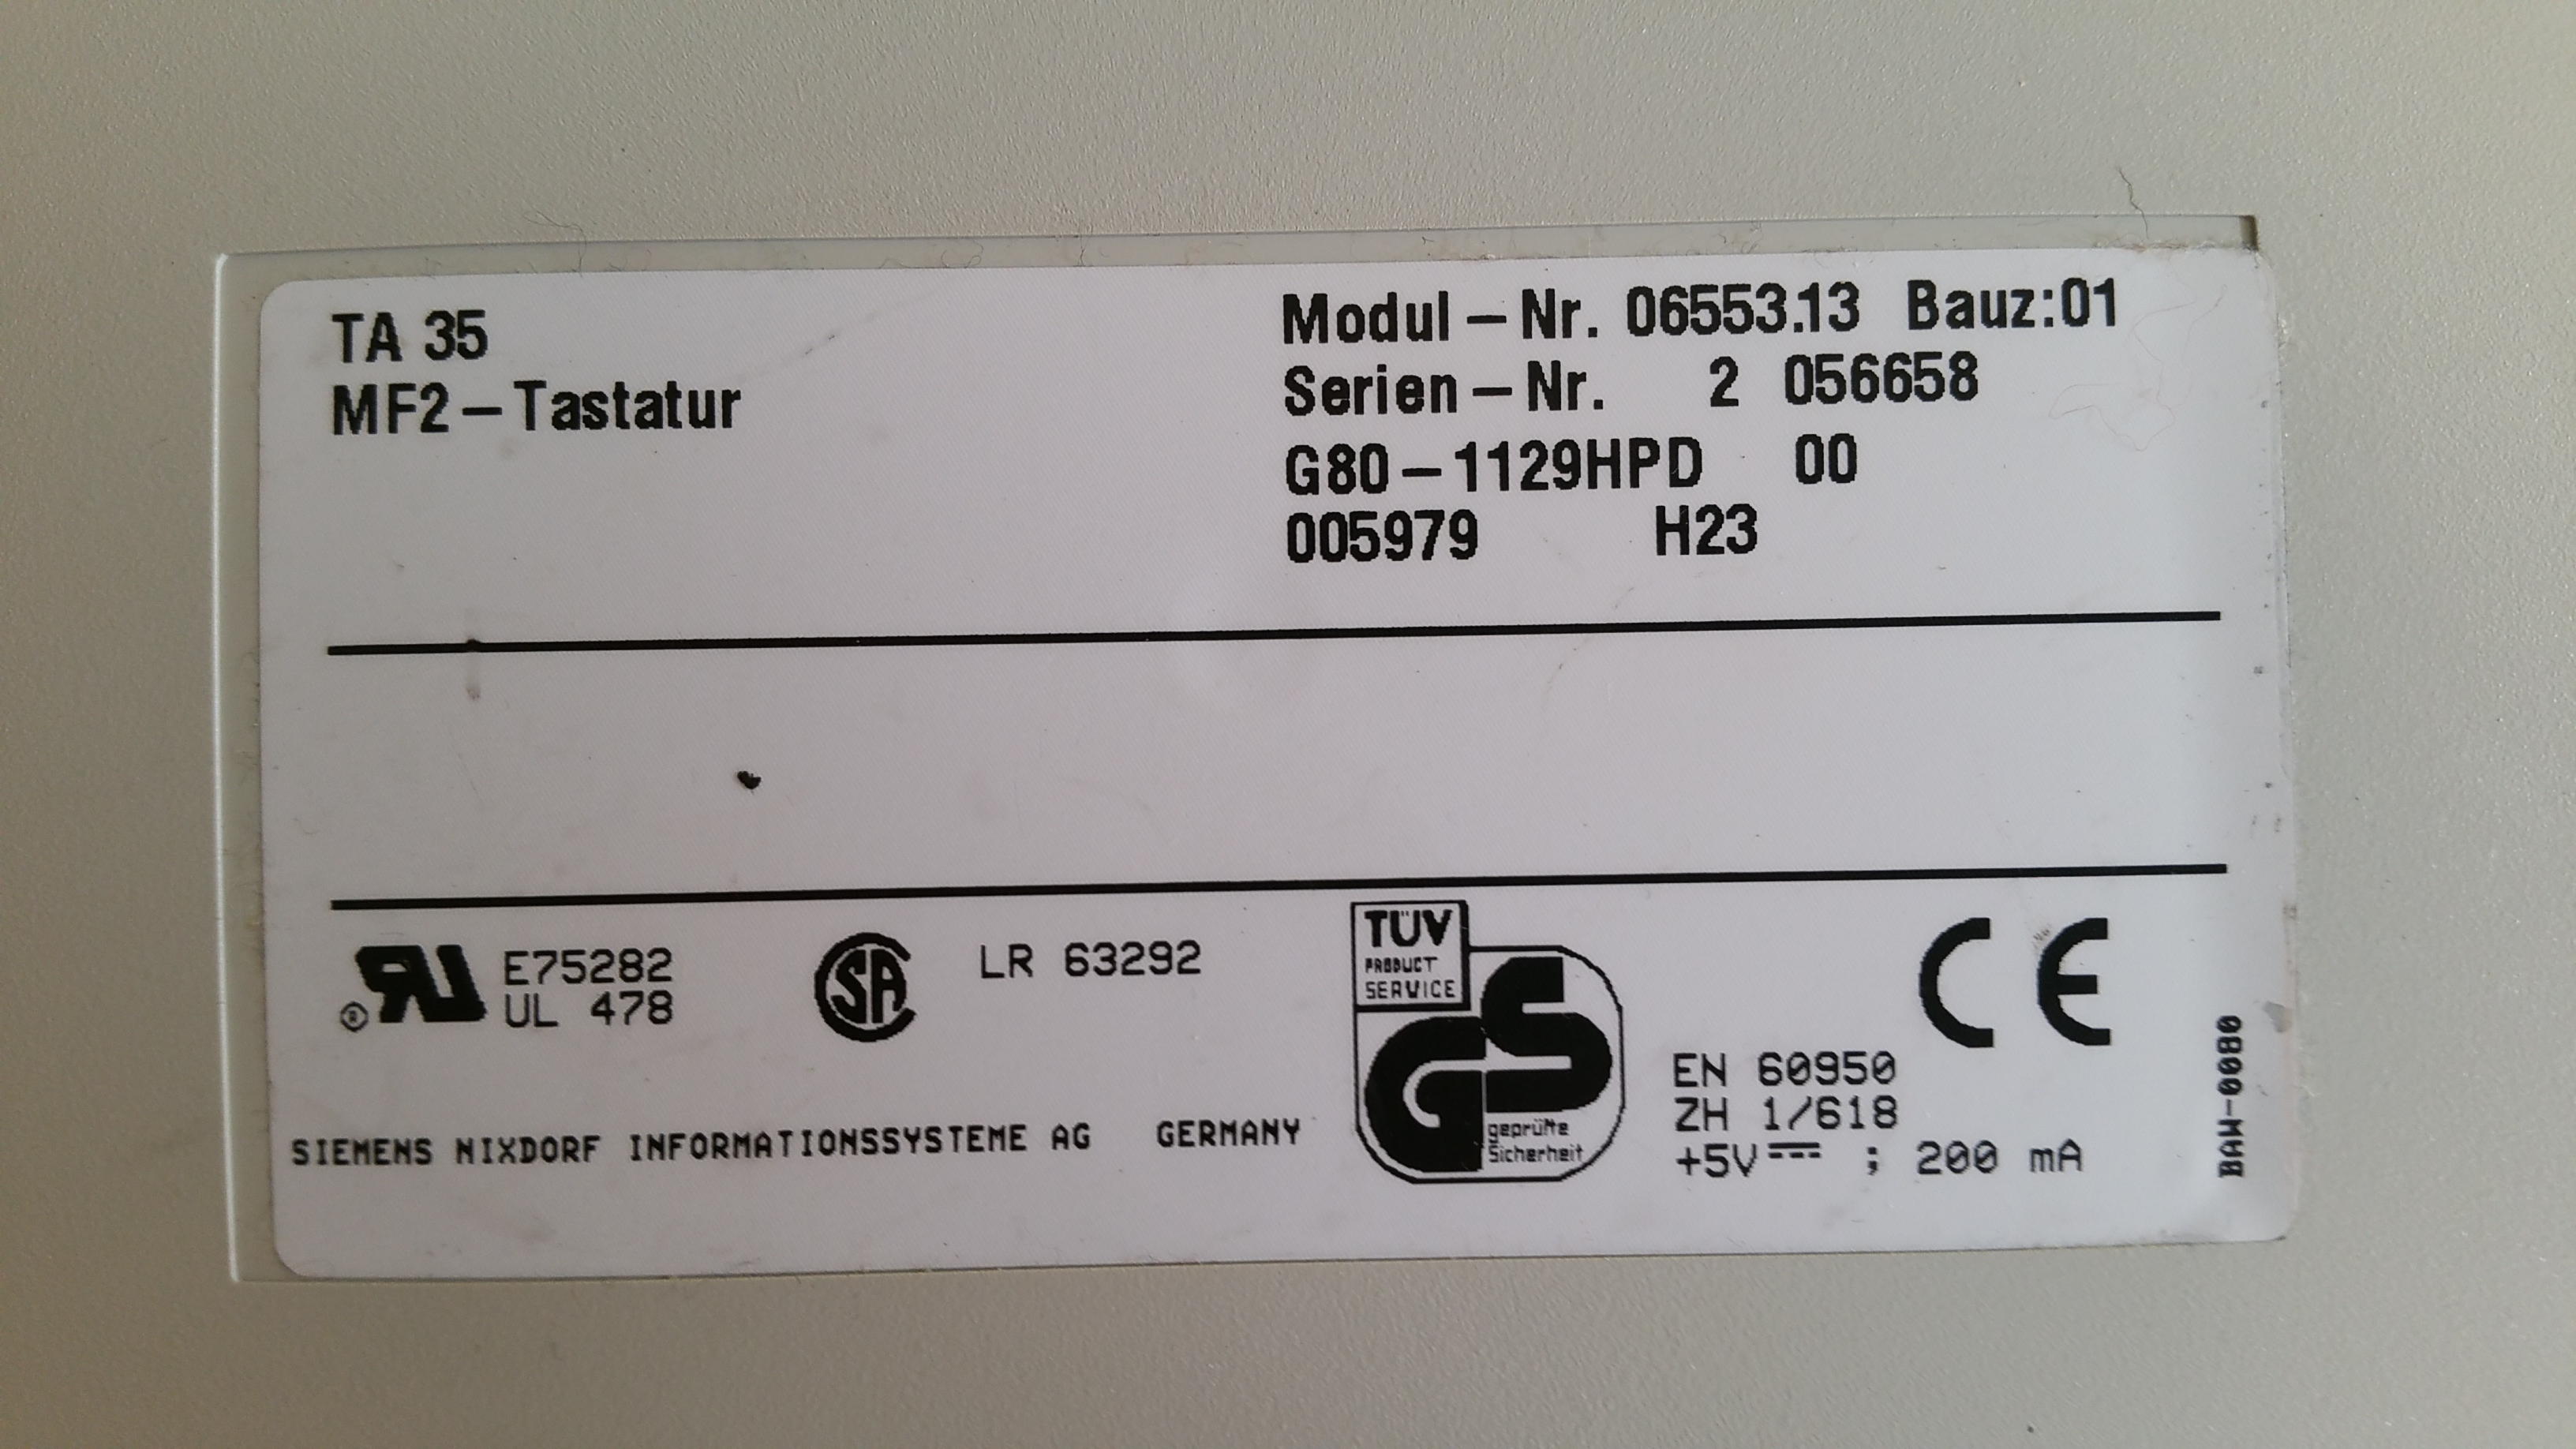 TA 35
MF2-Tastatur
Modul-Nr. 06553.13 Bauz:01
Serien-Nr. 2 056658
G80-1129HPD 00
005979 H23
® RU E75282
UL 478
SA LR 63292
TÜV
PRODUCT
SERVICE
GS
geprüfte
Sicherheit
CE
EN 60950
ZH 1/618
+5V ; 200 mA
BAW-0080
SIEMENS NIXDORF INFORMATIONSSYSTEME AG GERMANY